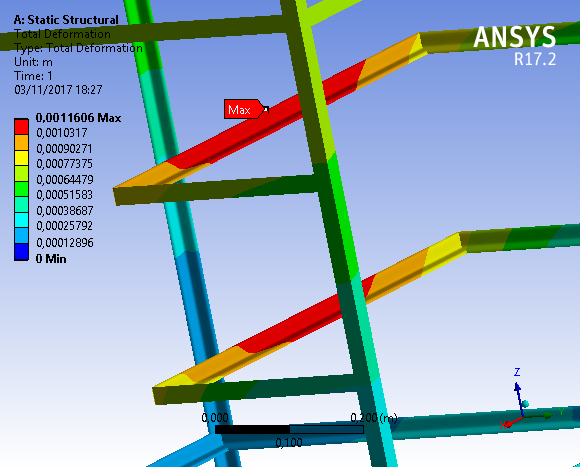 A: Static Structural
Total Deformation
Type: Total Deformation
Unit: m
Time: 1
03/11/2017 18:27
0,0011606 Max
0,0010317
0,00090271
0,00077375
0,00064479
0,00051583
0,00038687
0,00025792
0,00012896
0 Min
ANSYS
R17.2
Max
Z
0,000
0,200 (m)
0,100